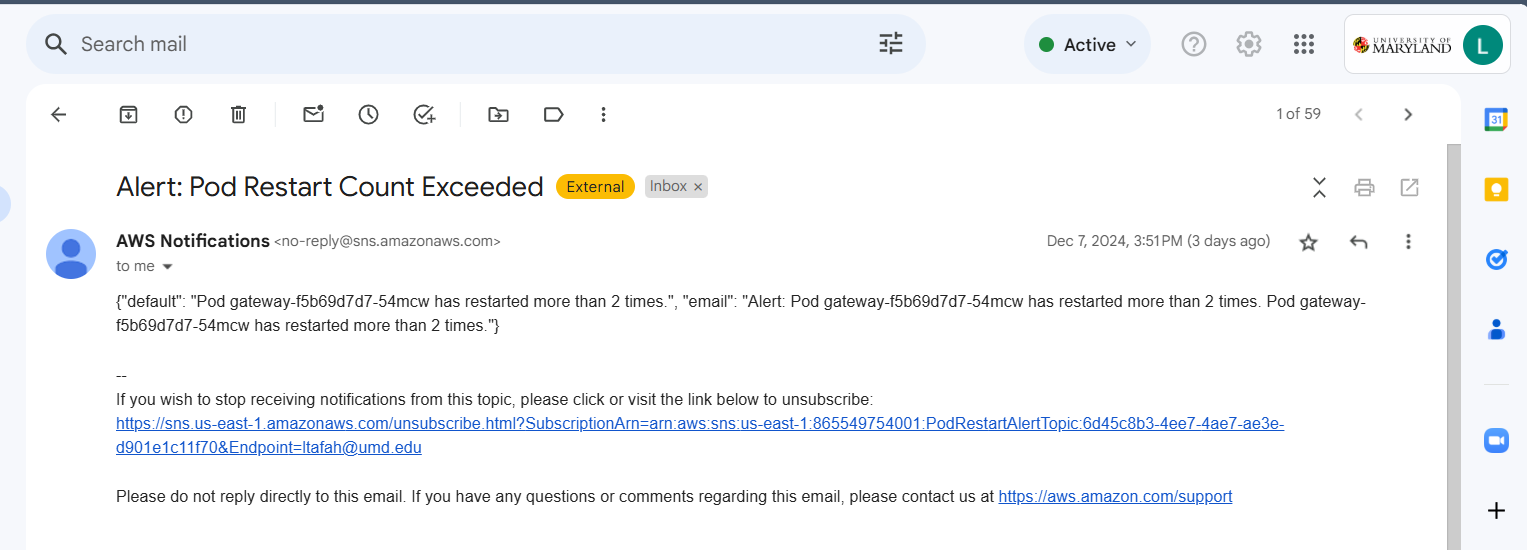 Search mail
Active
UNIVERSITY OF
MARYLAND
L
1 of 59
31
Alert: Pod Restart Count Exceeded External Inbox ×
AWS Notifications <no-reply@sns.amazonaws.com>
Dec 7, 2024, 3:51 PM (3 days ago)
to me
{"default": "Pod gateway-f5b69d7d7-54mcw has restarted more than 2 times.", "email": "Alert: Pod gateway-f5b69d7d7-54mcw has restarted more than 2 times. Pod gateway-
f5b69d7d7-54mcw has restarted more than 2 times."}
--
If you wish to stop receiving notifications from this topic, please click or visit the link below to unsubscribe:
https://sns.us-east-1.amazonaws.com/unsubscribe.html?SubscriptionArn=arn:aws:sns:us-east-1:865549754001:PodRestartAlertTopic:6d45c8b3-4ee7-4ae7-ae3e-
d901e1c11f70&Endpoint=ltafah@umd.edu
Please do not reply directly to this email. If you have any questions or comments regarding this email, please contact us at https://aws.amazon.com/support